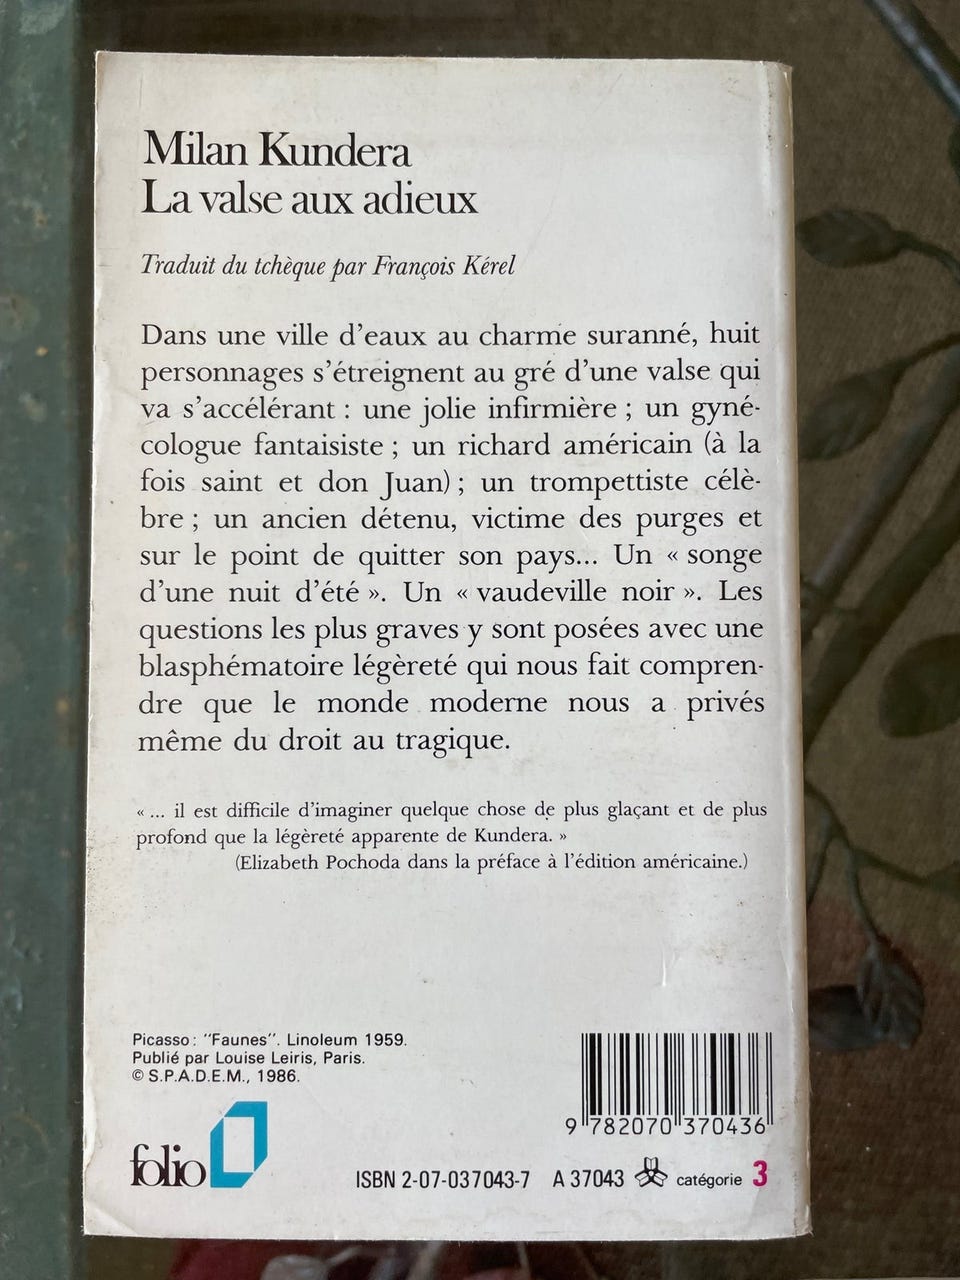 Milan Kundera
La valse aux adieux
Traduit du tchèque par François Kérel
Dans une ville d'eaux au charme suranné, huit
personnages s'étreignent au gré d'une valse qui
va s'accélérant : une jolie infirmière ; un gyné-
cologue fantaisiste ; un richard américain (à la
fois saint et don Juan) ; un trompettiste célè-
bre ; un ancien détenu, victime des purges et
sur le point de quitter son pays... Un « songe
d'une nuit d'été ». Un « vaudeville noir ». Les
questions les plus graves y sont posées avec une
blasphématoire légèreté qui nous fait compren-
dre que le monde moderne nous a privés
même du droit au tragique.
« ... il est difficile d'imaginer quelque chose de plus glaçant et de plus
profond que la légèreté apparente de Kundera. »
(Elizabeth Pochoda dans la préface à l'édition américaine.)
Picasso : "Faunes". Linoleum 1959.
Publié par Louise Leiris, Paris.
© S.P.A.D.E.M., 1986.
9 782070 370436
folio
ISBN 2-07-037043-7 A 37043 catégorie 3